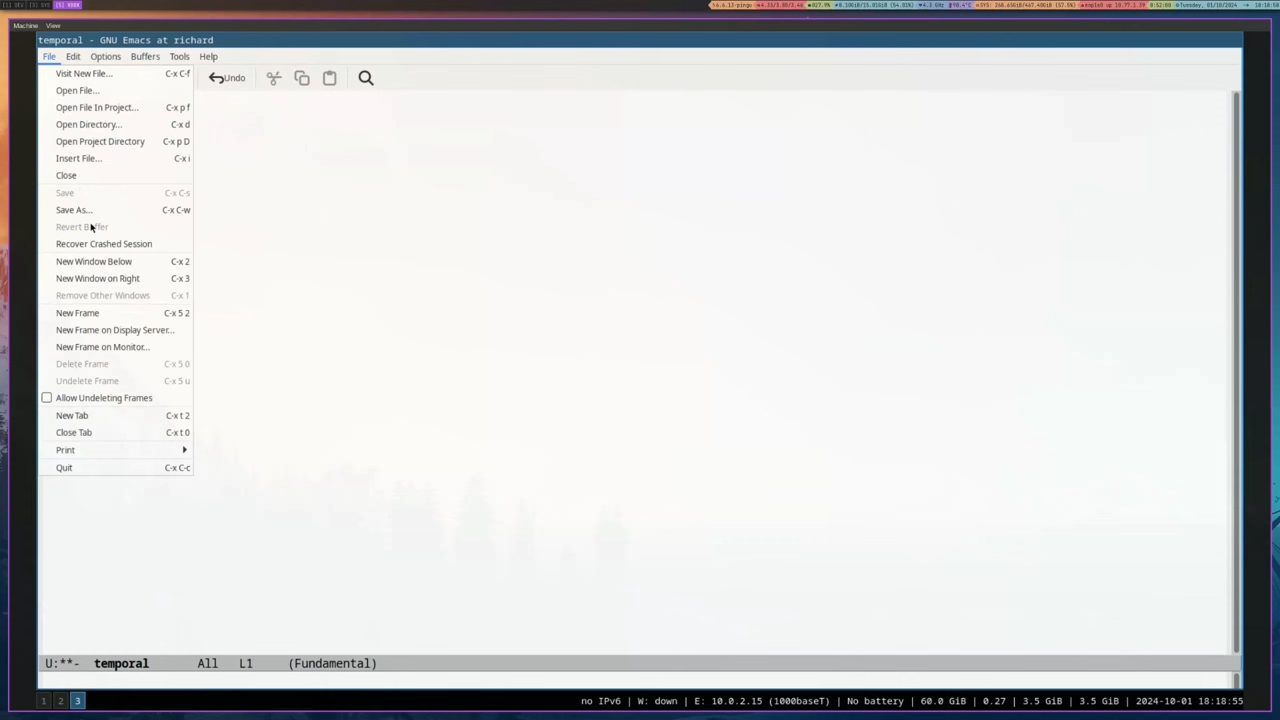 [1] DEV [3] SYS [5] WORK
Machine View
temporal - GNU Emacs at richard
File Edit Options Buffers Tools Help
Visit New File... C-x C-f
Undo
Open File...
Open File In Project... C-x p f
Open Directory... C-x d
Open Project Directory C-x p D
Insert File... C-x i
Close
Save C-x C-s
Save As... C-x C-w
Revert Buffer
Recover Crashed Session
New Window Below C-x 2
New Window on Right C-x 3
Remove Other Windows C-x 1
New Frame C-x 5 2
New Frame on Display Server...
New Frame on Monitor...
Delete Frame C-x 5 0
Undelete Frame C-x 5 u
Allow Undeleting Frames
New Tab C-x t 2
Close Tab C-x t 0
Print
Quit C-x C-c
U:**- temporal All L1 (Fundamental)
1 2 3 no IPv6 | W: down | E: 10.0.2.15 (1000baseT) | No battery | 60.0 GiB | 0.27 | 3.5 GiB | 3.5 GiB | 2024-10-01 18:18:55